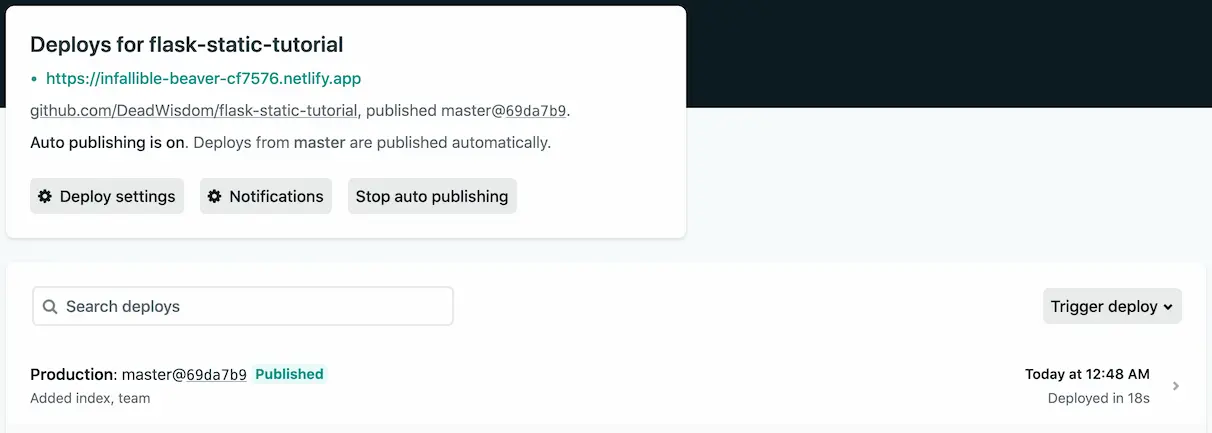 Deploys for flask-static-tutorial
• https://infallible-beaver-cf7576.netlify.app
github.com/DeadWisdom/flask-static-tutorial, published master@69da7b9.
Auto publishing is on. Deploys from master are published automatically.
Deploy settings Notifications Stop auto publishing
Search deploys Trigger deploy
Production: master@69da7b9 Published Today at 12:48 AM
Added index, team Deployed in 18s